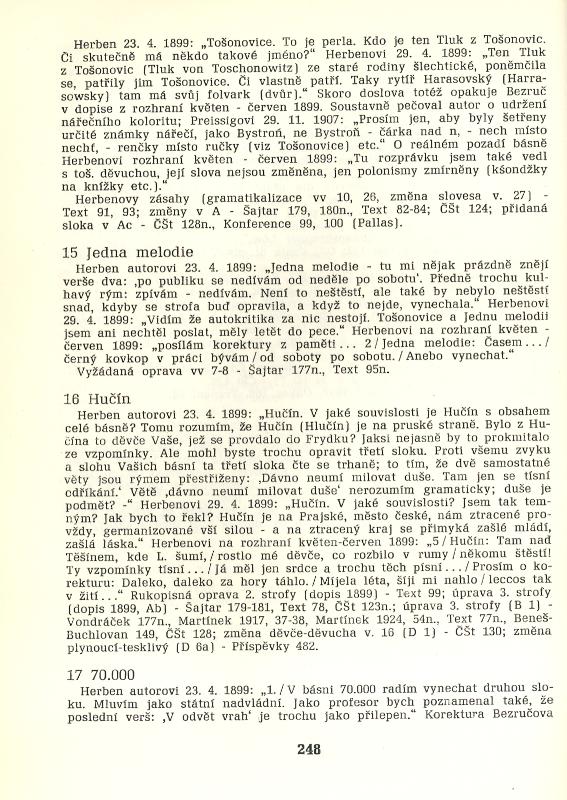 Herben 23. 4. 1899: „Tošonovice. To je perla. Kdo je ten Tluk z Tošonovic.
Či skutečně má někdo takové jméno?“ Herbenovi 29. 4. 1899: „Ten Tluk
z Tošonovic (Tluk von Toschonowitz) ze staré rodiny šlechtické, poněmčila
se, patřily jim Tošonovice. Či vlastně patří. Taky rytíř Harasovský (Harra-
sowsky) tam má svůj folvark (dvůr).“ Skoro doslova totéž opakuje Bezruč
v dopise z rozhraní květen - červen 1899. Soustavně pečoval autor o udržení
nářečního koloritu; Preissigovi 29. 11. 1907: „Prosím jen, aby byly šetřeny
určité známky nářečí, jako Bystroń, ne Bystroň - čárka nad n, - nech místo
nechť, - renčky místo ručky (viz Tošonovice) etc.“ O reálném pozadí básně
Herbenovi rozhraní květen - červen 1899: „Tu rozprávku jsem také vedl
s toš. děvuchou, její slova nejsou změněna, jen polonismy zmírněny (kšondžky
na knížky etc.).“
Herbenovy zásahy (gramatikalizace vv 10, 26, změna slovesa v. 27) -
Text 91, 93; změny v A - Šajtar 179, 180n., Text 82-84; ČSt 124; přidaná
sloka v Ac - ČSt 128n., Konference 99, 100 (Pallas).
15 Jedna melodie
Herben autorovi 23. 4. 1899: „Jedna melodie - tu mi nějak prázdně znějí
verše dva: ‚po publiku se nedívám od neděle po sobotu‘. Předně trochu kul-
havý rým: zpívám - nedívám. Není to neštěstí, ale také by nebylo neštěstí
snad, kdyby se strofa buď opravila, a když to nejde, vynechala.“ Herbenovi
29. 4. 1899: „Vidím že autokritika za nic nestojí. Tošonovice a Jednu melodii
jsem ani nechtěl poslat, měly letět do pece.“ Herbenovi na rozhraní květen -
červen 1899: „posílám korektury z paměti... 2/Jedna melodie: Časem.../
černý kovkop v práci bývám/od soboty po sobotu./Anebo vynechat.“
Vyžádaná oprava vv 7-8 - Šajtar 177n., Text 95n.
16 Hučín
Herben autorovi 23. 4. 1899: „Hučín. V jaké souvislosti je Hučín s obsahem
celé básně? Tomu rozumím, že Hučín (Hlučín) je na pruské straně. Bylo z Hu-
čína to děvče Vaše, jež se provdalo do Frydku? Jaksi nejasně by to prokmitalo
ze vzpomínky. Ale mohl byste trochu opravit třetí sloku. Proti všemu zvyku
a slohu Vašich básní ta třetí sloka čte se trhaně; to tím, že dvě samostatné
věty jsou rýmem přestřiženy: ‚Dávno neumí milovat duše. Tam jen se tísní
odříkání.‘ Větě ‚dávno neumí milovat duše‘ nerozumím gramaticky; duše je
podmět? -“ Herbenovi 29. 4. 1899: „Hučín. V jaké souvislosti? Jsem tak tem-
ným? Jak bych to řekl? Hučín je na Prajské, město české, nám ztracené pro-
vždy, germanizované vší silou - a na ztracený kraj se přimyká zašlé mládí,
zašlá láska.“ Herbenovi na rozhraní květen-červen 1899: „5/Hučín: Tam nad
Těšínem, kde L. šumí,/rostlo mé děvče, co rozbilo v rumy/někomu štěstí!
Ty vzpomínky tísní.../Já měl jen srdce a trochu těch písní.../Prosím o ko-
rekturu: Daleko, daleko za hory táhlo./Míjela léta, šíji mi nahlo/leccos tak
v žití...“ Rukopisná oprava 2. strofy (dopis 1899) - Text 99; úprava 3. strofy
(dopis 1899, Ab) - Šajtar 179-181, Text 78, ČSt 123n.; úprava 3. strofy (B 1) -
Vondráček 177n., Martínek 1917, 37-38, Martínek 1924, 54n., Text 77n., Beneš-
Buchlovan 149, ČSt 128; změna děvče-děvucha v. 16 (D 1) - ČSt 130; změna
plynoucí-tesklivý (D 6a) - Příspěvky 482.
17 70.000
Herben autorovi 23. 4. 1899: „1./V básni 70.000 radím vynechat druhou slo-
ku. Mluvím jako státní nadvládní. Jako profesor bych poznamenal také, že
poslední verš: ‚V odvět vrah‘ je trochu jako přilepen.“ Korektura Bezručova
248